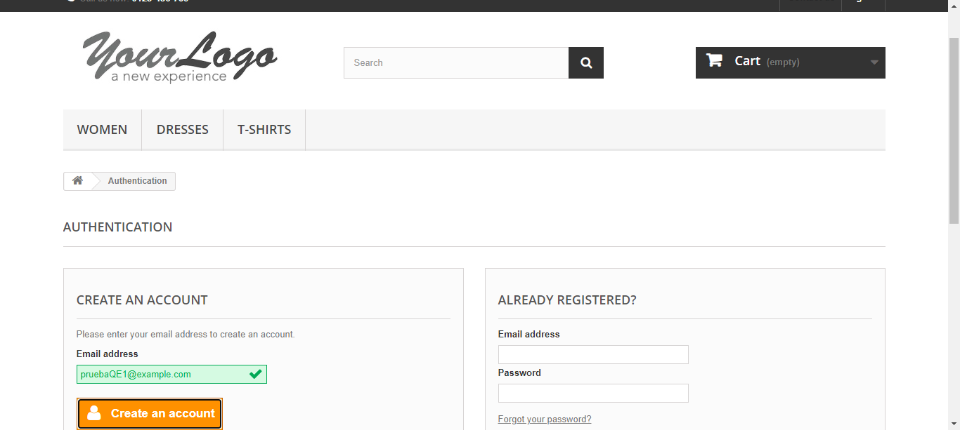 YourLogo
a new experience
Search
Cart (empty)
WOMEN DRESSES T-SHIRTS
Authentication
AUTHENTICATION
CREATE AN ACCOUNT
Please enter your email address to create an account.
Email address
pruebaQE1@example.com
Create an account
ALREADY REGISTERED?
Email address
Password
Forgot your password?